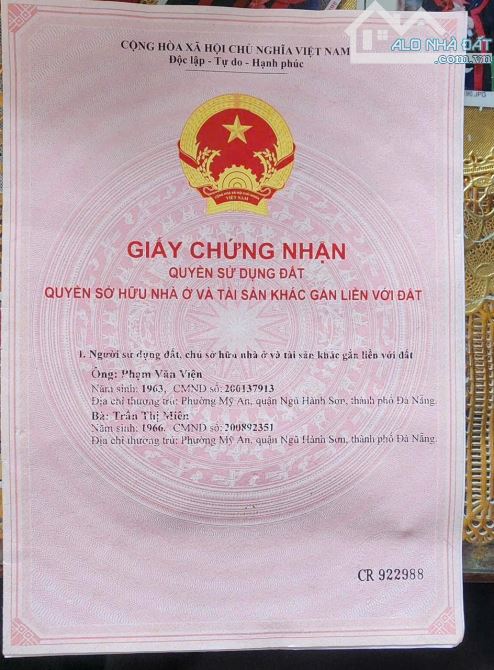 CỘNG HÒA XÃ HỘI CHỦ NGHĨA VIỆT NAM
Độc lập - Tự do - Hạnh phúc
ALO NHÀ ĐẤT
.com.vn
VIỆT NAM
GIẤY CHỨNG NHẬN
QUYỀN SỬ DỤNG ĐẤT
QUYỀN SỞ HỮU NHÀ Ở VÀ TÀI SẢN KHÁC GẮN LIỀN VỚI ĐẤT
I. Người sử dụng đất, chủ sở hữu nhà ở và tài sản khác gắn liền với đất
Ông: Phạm Văn Viện
Năm sinh: 1963, CMND số: 200137913
Địa chỉ thường trú: Phường Mỹ An, quận Ngũ Hành Sơn, thành phố Đà Nẵng.
Bà: Trần Thị Miên
Năm sinh: 1966, CMND số: 200892351
Địa chỉ thường trú: Phường Mỹ An, quận Ngũ Hành Sơn, thành phố Đà Nẵng.
CR 922988